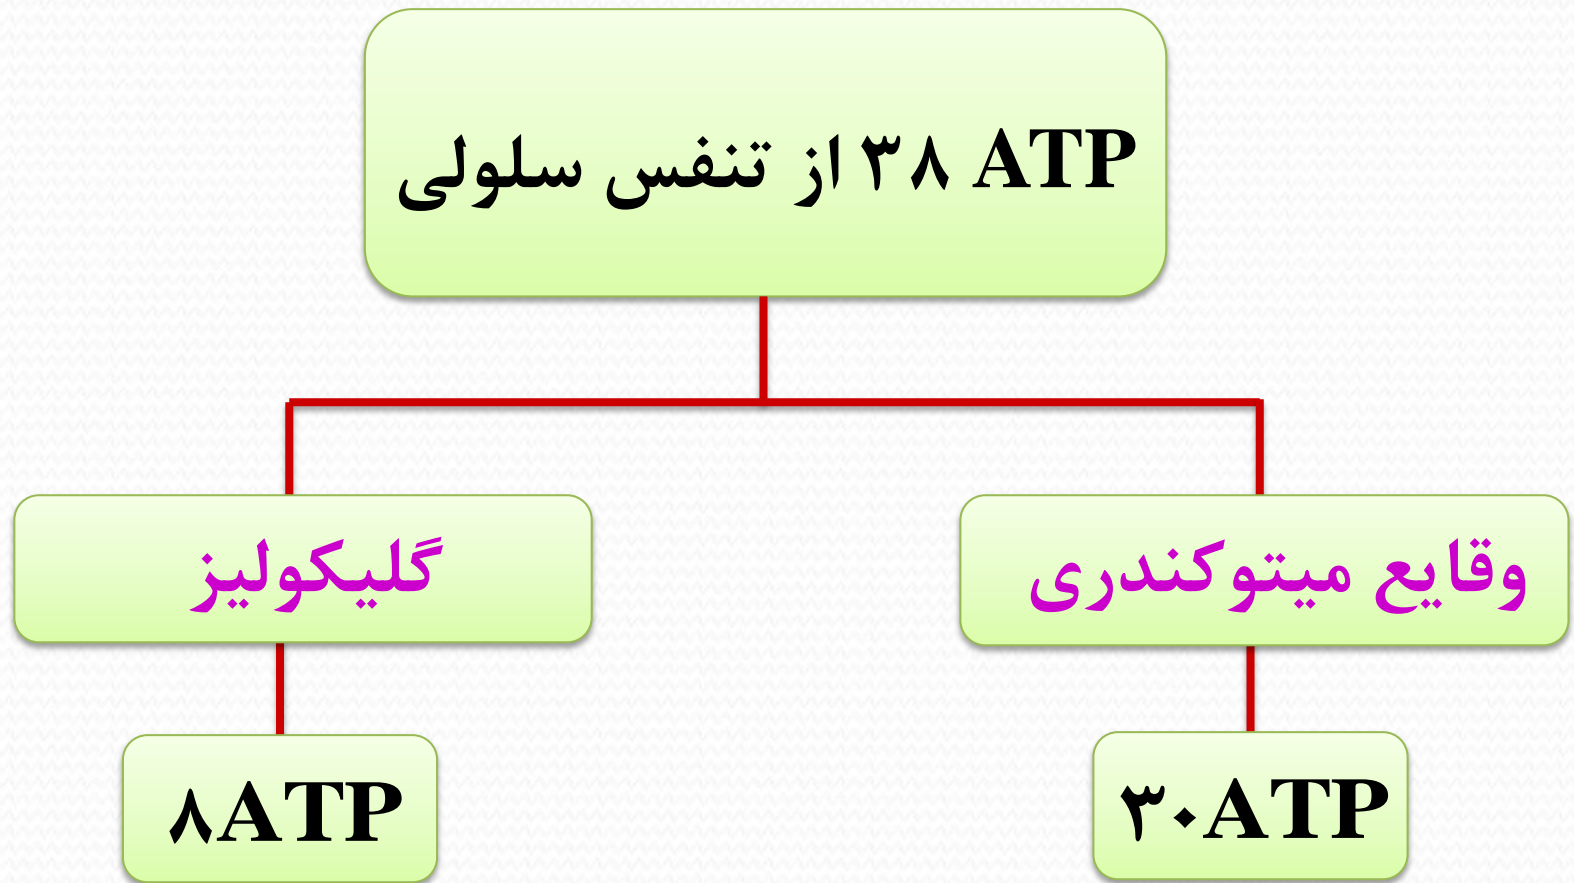 ۳۸ ATP از تنفس سلولی
وقایع میتوکندری
گلیکولیز
۳۰ATP
۸ATP